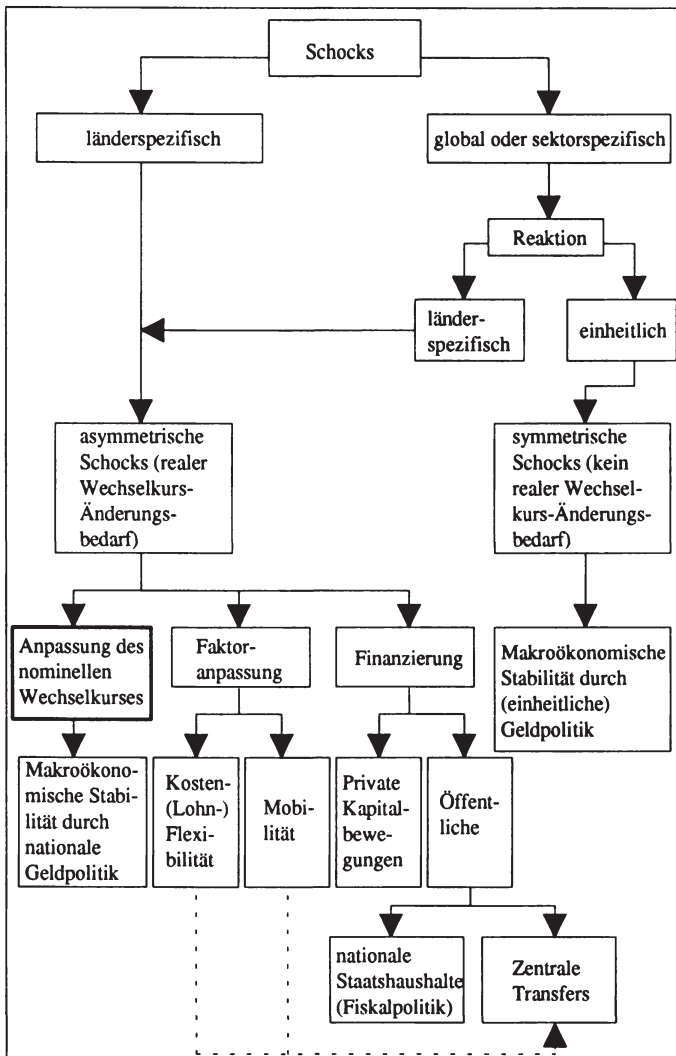 Schocks
länderspezifisch
global oder sektorspezifisch
Reaktion
länder-
spezifisch
einheitlich
asymmetrische
Schocks (realer
Wechselkurs-
Änderungs-
bedarf)
symmetrische
Schocks (kein
realer Wechsel-
kurs-Änderungs-
bedarf)
Anpassung des
nominellen
Wechselkurses
Faktor-
anpassung
Finanzierung
Makroökonomische
Stabilität durch
(einheitliche)
Geldpolitik
Makroökono-
mische Stabi-
lität durch
nationale
Geldpolitik
Kosten-
(Lohn-)
Flexi-
bilität
Mobi-
lität
Private
Kapital-
bewe-
gungen
Öffent-
liche
nationale
Staatshaushalte
(Fiskalpolitik)
Zentrale
Transfers